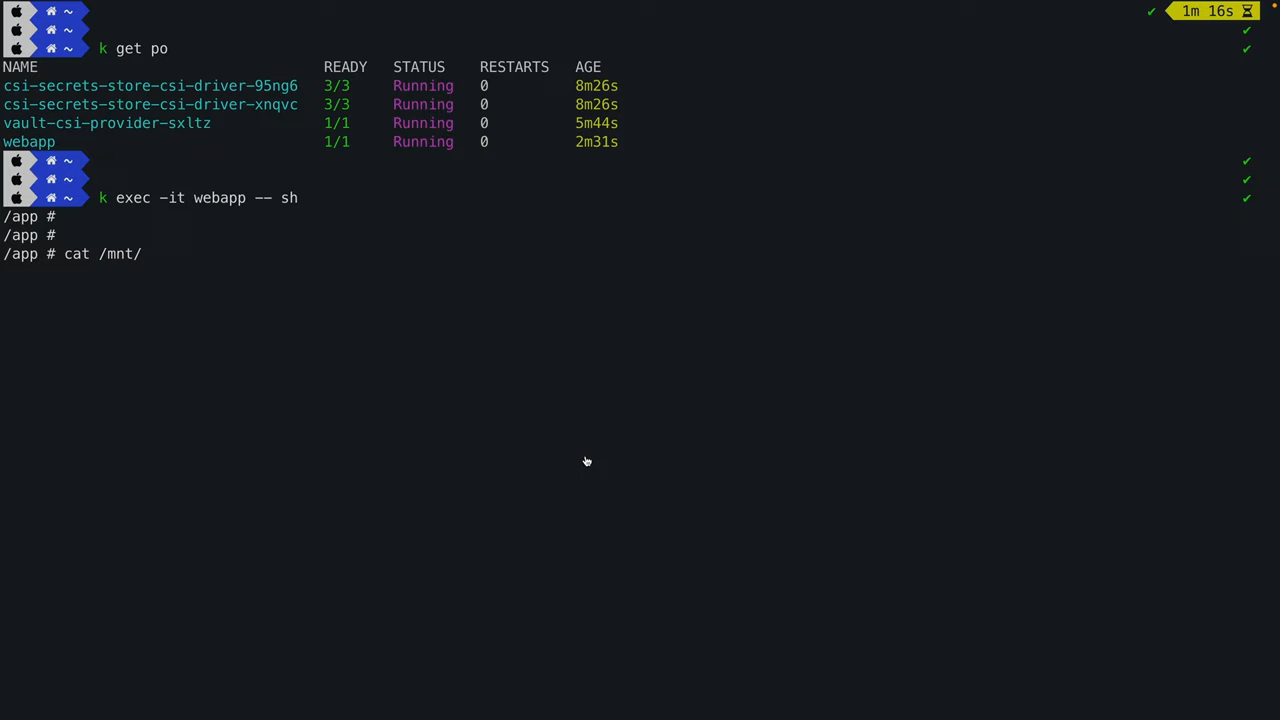 ~ 1m 16s
~
~ k get po
NAME READY STATUS RESTARTS AGE
csi-secrets-store-csi-driver-95ng6 3/3 Running 0 8m26s
csi-secrets-store-csi-driver-xnqvc 3/3 Running 0 8m26s
vault-csi-provider-sxltz 1/1 Running 0 5m44s
webapp 1/1 Running 0 2m31s
~
~
~ k exec -it webapp -- sh
/app #
/app #
/app # cat /mnt/